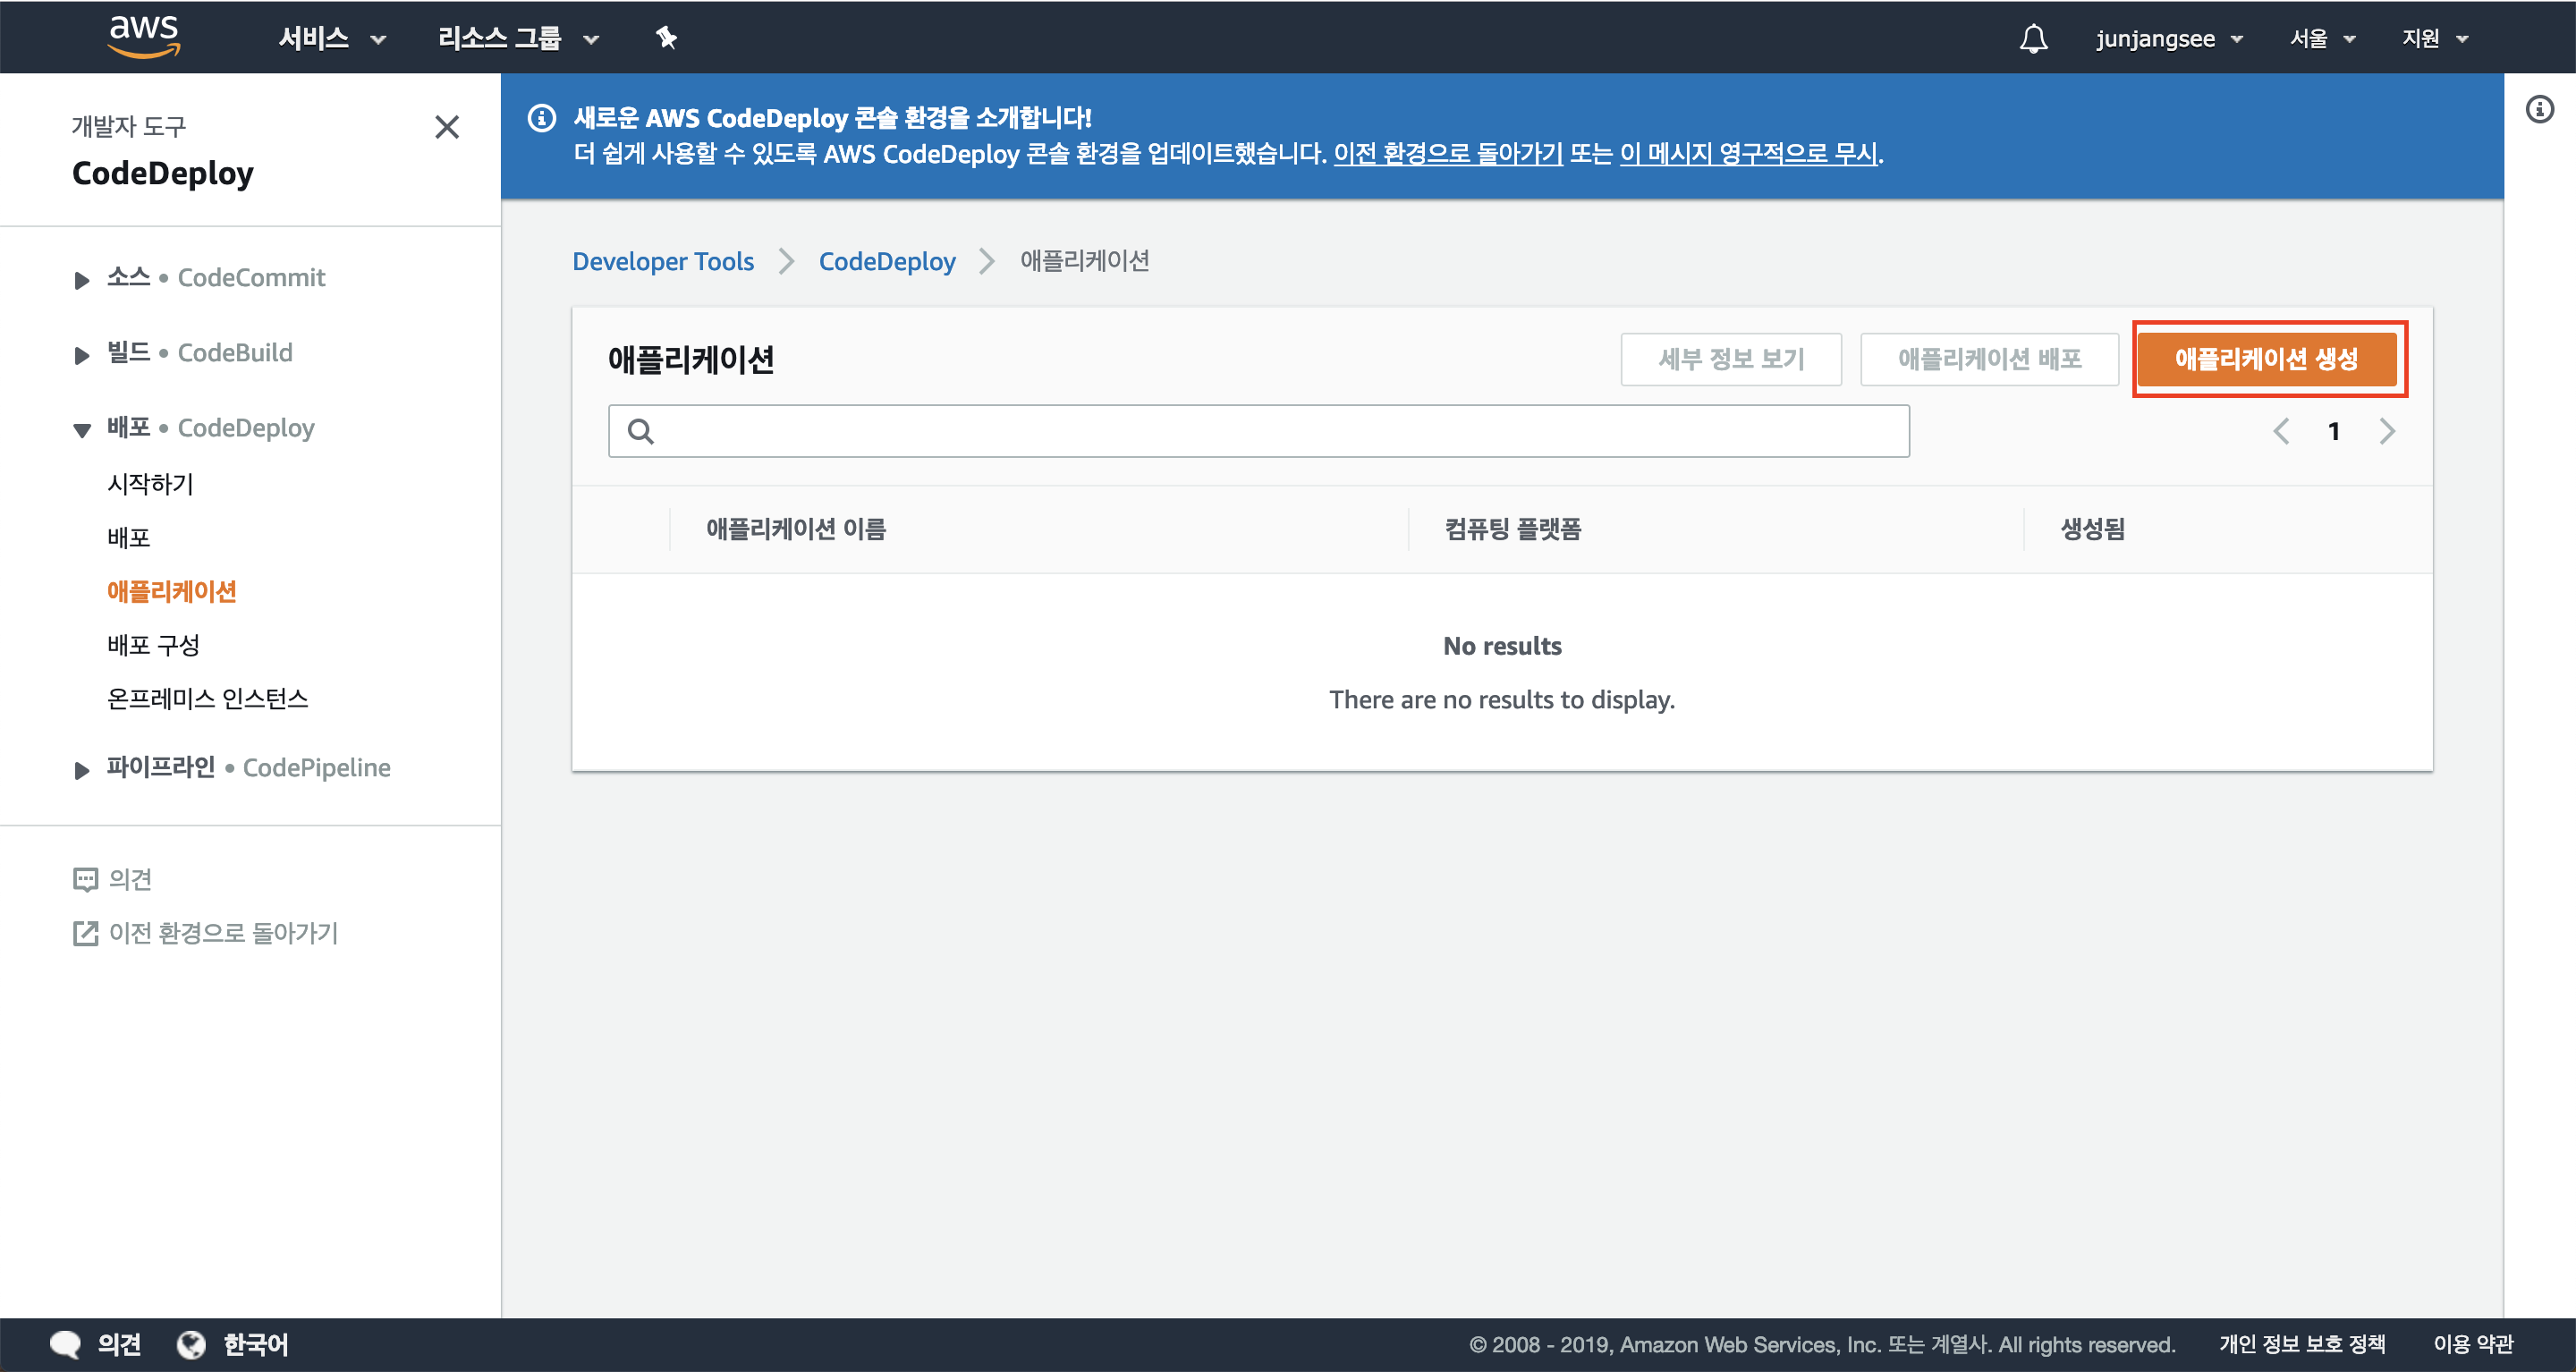 aws 서비스 리소스 그룹 junjangsee 서울 지원
개발자 도구
CodeDeploy
소스 • CodeCommit
빌드 • CodeBuild
배포 • CodeDeploy
시작하기
배포
애플리케이션
배포 구성
온프레미스 인스턴스
파이프라인 • CodePipeline
의견
이전 환경으로 돌아가기
새로운 AWS CodeDeploy 콘솔 환경을 소개합니다!
더 쉽게 사용할 수 있도록 AWS CodeDeploy 콘솔 환경을 업데이트했습니다. 이전 환경으로 돌아가기 또는 이 메시지 영구적으로 무시.
Developer Tools CodeDeploy 애플리케이션
애플리케이션 세부 정보 보기 애플리케이션 배포 애플리케이션 생성
1
애플리케이션 이름 컴퓨팅 플랫폼 생성됨
No results
There are no results to display.
의견 한국어 © 2008 - 2019, Amazon Web Services, Inc. 또는 계열사. All rights reserved. 개인 정보 보호 정책 이용 약관